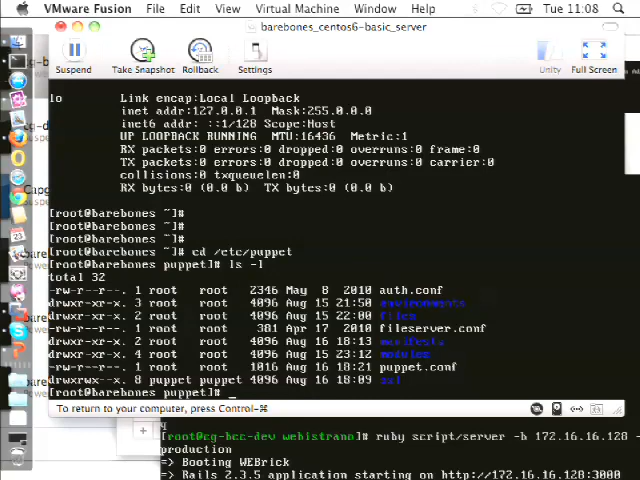 VMware Fusion File Edit View Virtual Machine Window Help Tue 11:08
barebones_centos6-basic_server
Suspend Take Snapshot Rollback Settings Unity Full Screen
lo Link encap:Local Loopback
inet addr:127.0.0.1 Mask:255.0.0.0
inet6 addr: ::1/128 Scope:Host
UP LOOPBACK RUNNING MTU:16436 Metric:1
RX packets:0 errors:0 dropped:0 overruns:0 frame:0
TX packets:0 errors:0 dropped:0 overruns:0 carrier:0
collisions:0 txqueuelen:0
RX bytes:0 (0.0 b) TX bytes:0 (0.0 b)
[root@barebones ~]#
[root@barebones ~]#
[root@barebones ~]#
[root@barebones ~]# cd /etc/puppet
[root@barebones puppet]# ls -l
total 32
-rw-r--r--. 1 root root 2346 May 8 2010 auth.conf
drwxr-xr-x. 3 root root 4096 Aug 15 21:50 environments
drwxr-xr-x. 2 root root 4096 Aug 15 22:00 files
-rw-r--r--. 1 root root 381 Apr 17 2010 fileserver.conf
drwxr-xr-x. 2 root root 4096 Aug 16 18:13 manifests
drwxr-xr-x. 4 root root 4096 Aug 15 23:12 modules
-rw-r--r--. 1 root root 1016 Aug 16 18:21 puppet.conf
drwxrwx--x. 8 puppet puppet 4096 Aug 16 18:09 ssl
[root@barebones puppet]# _
To return to your computer, press Control-⌘
[root@cg-bcc-dev webistrano]# ruby script/server -b 172.16.16.128 -
production
=> Booting WEBrick
=> Rails 2.3.5 application starting on http://172.16.16.128:3000